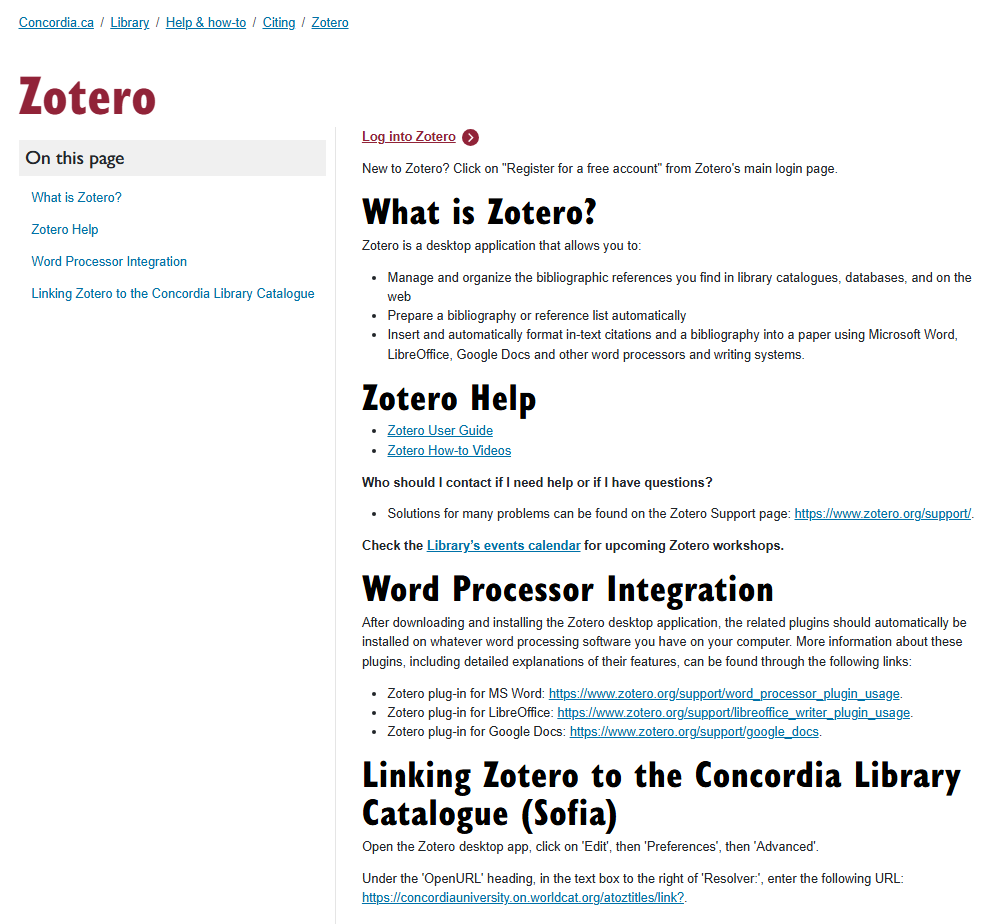 Concordia.ca / Library / Help & how-to / Citing / Zotero
Zotero
On this page
What is Zotero?
Zotero Help
Word Processor Integration
Linking Zotero to the Concordia Library Catalogue
Log into Zotero
New to Zotero? Click on "Register for a free account" from Zotero's main login page.
What is Zotero?
Zotero is a desktop application that allows you to:
• Manage and organize the bibliographic references you find in library catalogues, databases, and on the
web
• Prepare a bibliography or reference list automatically
• Insert and automatically format in-text citations and a bibliography into a paper using Microsoft Word,
LibreOffice, Google Docs and other word processors and writing systems.
Zotero Help
• Zotero User Guide
• Zotero How-to Videos
Who should I contact if I need help or if I have questions?
• Solutions for many problems can be found on the Zotero Support page: https://www.zotero.org/support/.
Check the Library's events calendar for upcoming Zotero workshops.
Word Processor Integration
After downloading and installing the Zotero desktop application, the related plugins should automatically be
installed on whatever word processing software you have on your computer. More information about these
plugins, including detailed explanations of their features, can be found through the following links:
• Zotero plug-in for MS Word: https://www.zotero.org/support/word_processor_plugin_usage.
• Zotero plug-in for LibreOffice: https://www.zotero.org/support/libreoffice_writer_plugin_usage.
• Zotero plug-in for Google Docs: https://www.zotero.org/support/google_docs.
Linking Zotero to the Concordia Library
Catalogue (Sofia)
Open the Zotero desktop app, click on 'Edit', then 'Preferences', then 'Advanced'.
Under the 'OpenURL' heading, in the text box to the right of 'Resolver:', enter the following URL:
https://concordiauniversity.on.worldcat.org/atoztitles/link?.